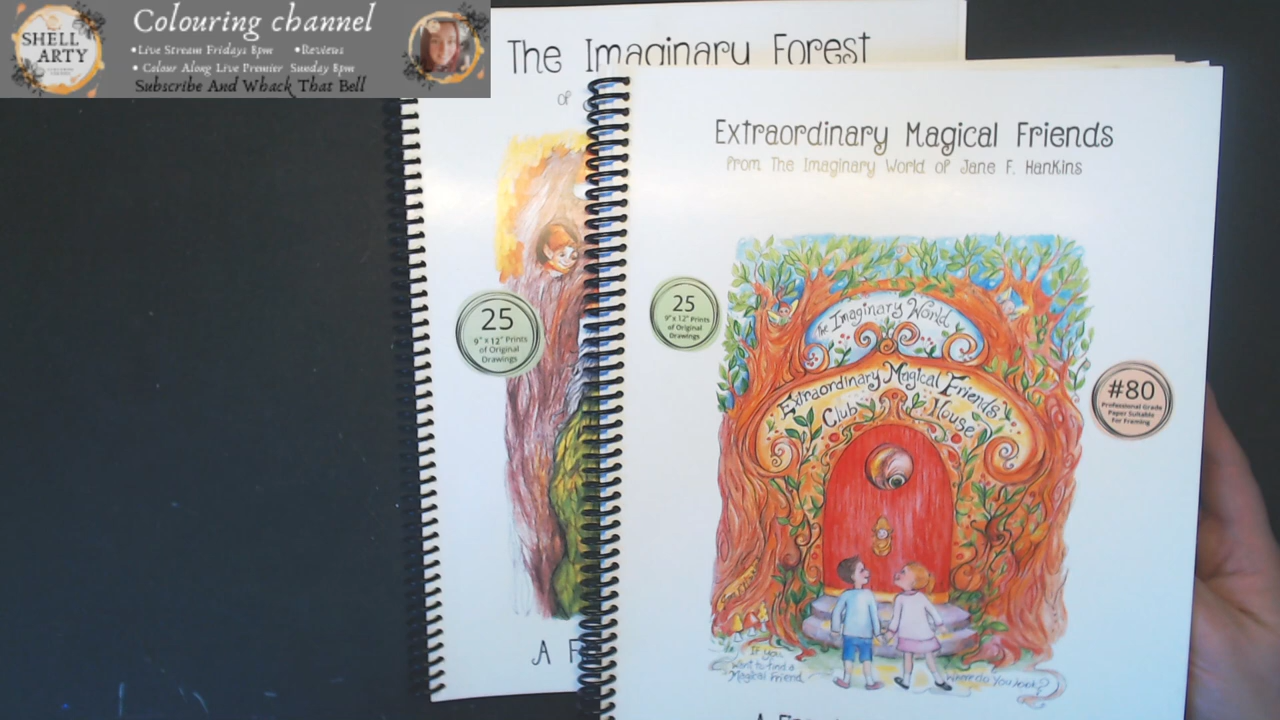 SHELL
ARTY
Colouring channel
•Live Stream Fridays 8pm •Reviews
• Colour Along Live Premier Sunday 8pm
Subscribe And Whack That Bell
The Imaginary Forest
of
25
9" x 12" Prints
of Original
Drawings
A F
Extraordinary Magical Friends
From The Imaginary World of Jane F. Hankins
25
9"x 12" Prints
of Original
Drawings
#80
Professional Grade
Paper Suitable
For Framing
The Imaginary World
Extraordinary Magical Friends
Club House
If you
want to find a
Magical Friend
Where do you look?